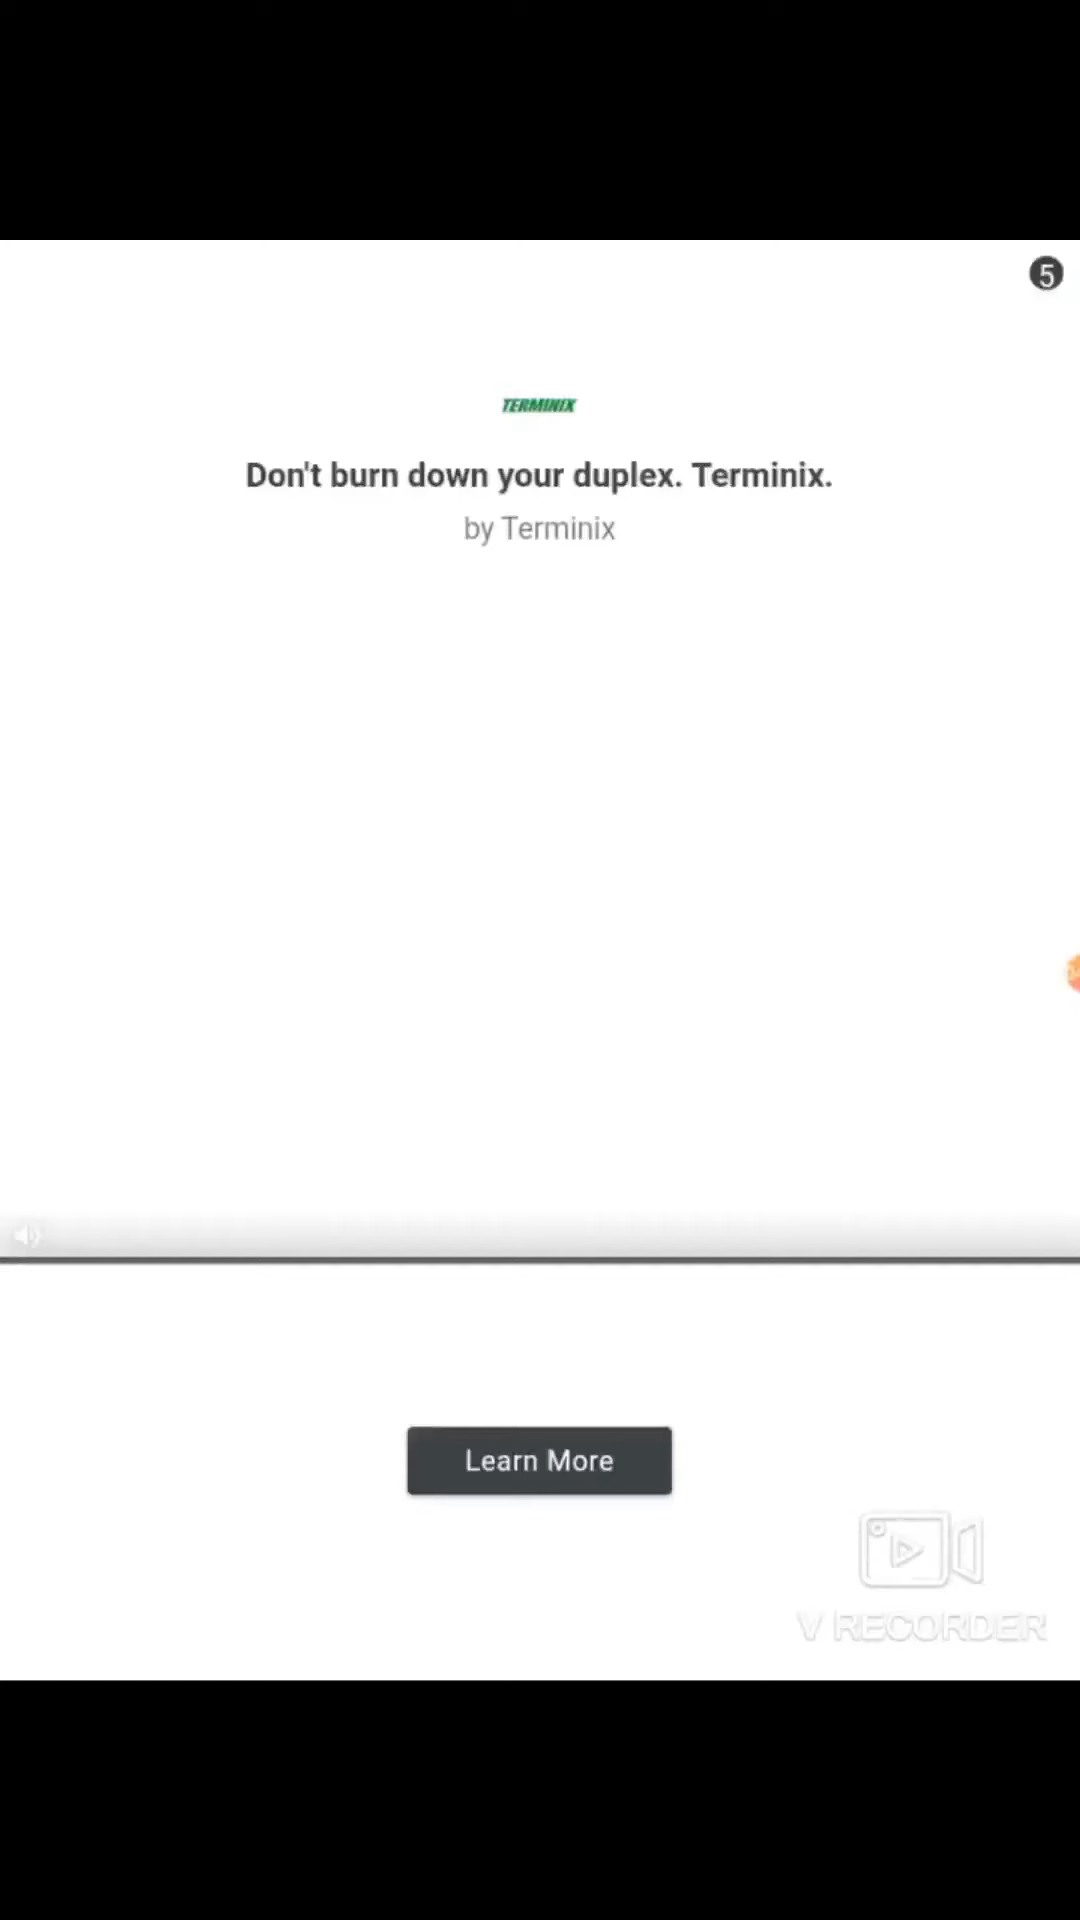 5
TERMINIX
Don't burn down your duplex. Terminix.
by Terminix
Learn More
V RECORDER